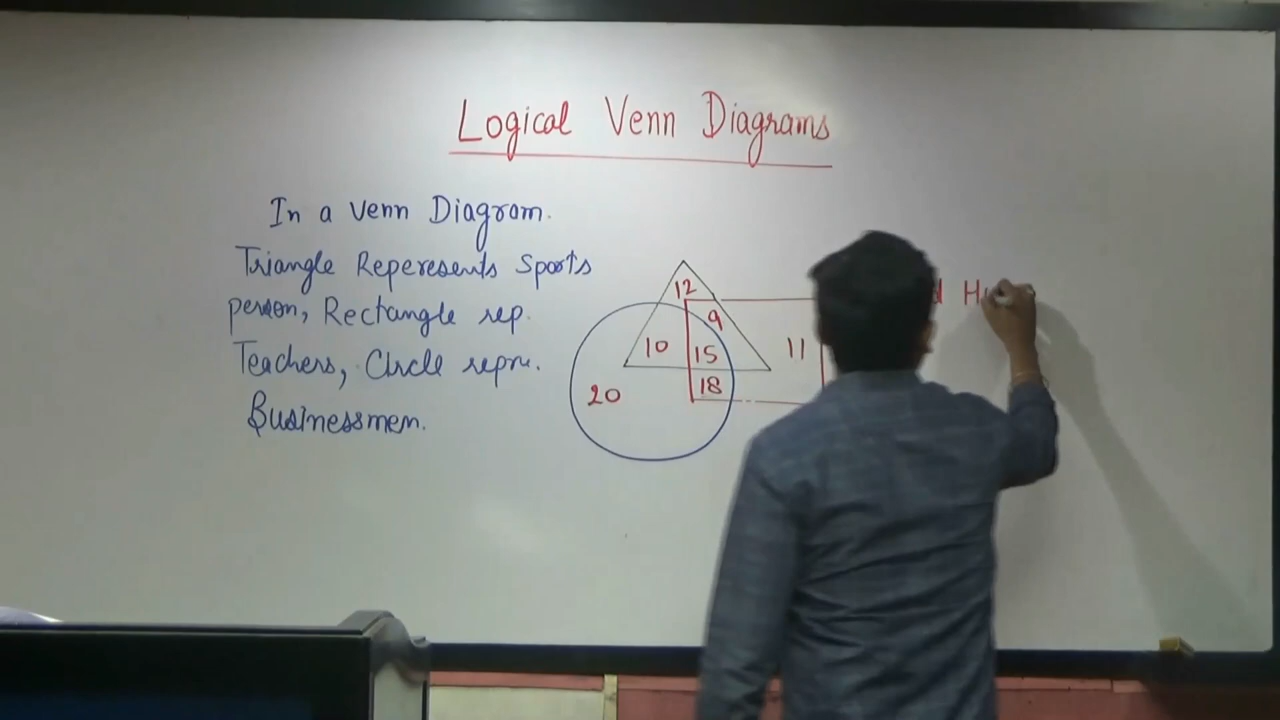 Logical Venn Diagrams
In a Venn Diagram.
Triangle Reperesents Sports
person, Rectangle rep.
Teachers, Circle repre.
Businessmen.
12
9
10
15
11
18
20